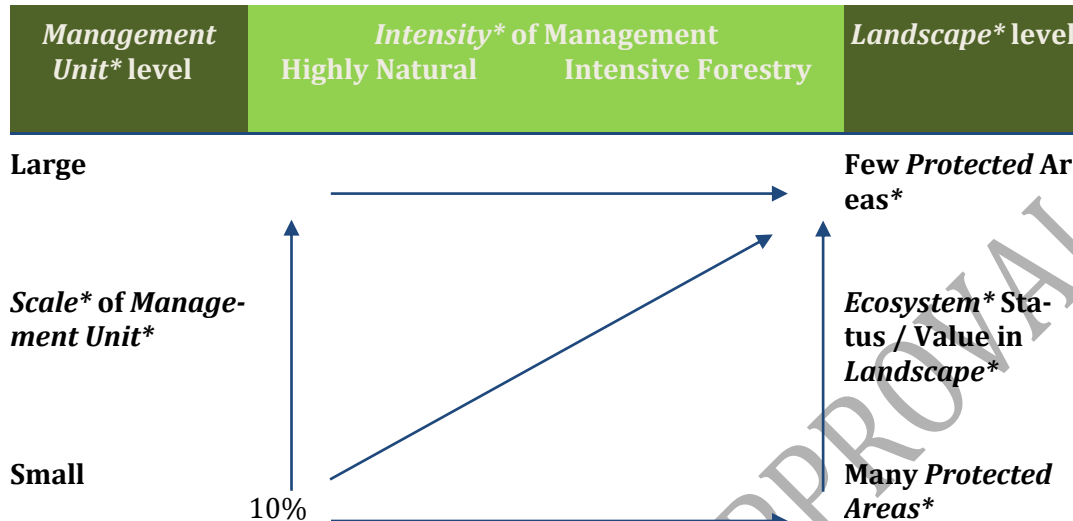 Management
Unit* level
Intensity* of Management
Highly Natural Intensive Forestry
Landscape* level
Large
Few Protected Ar
eas*
Scale* of Manage-
ment Unit*
Ecosystem* Sta-
tus / Value in
Landscape*
Small
10%
Many Protected
Areas*